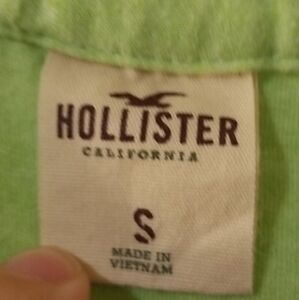 HOLLISTER
CALIFORNIA
S
MADE IN
VIETNAM